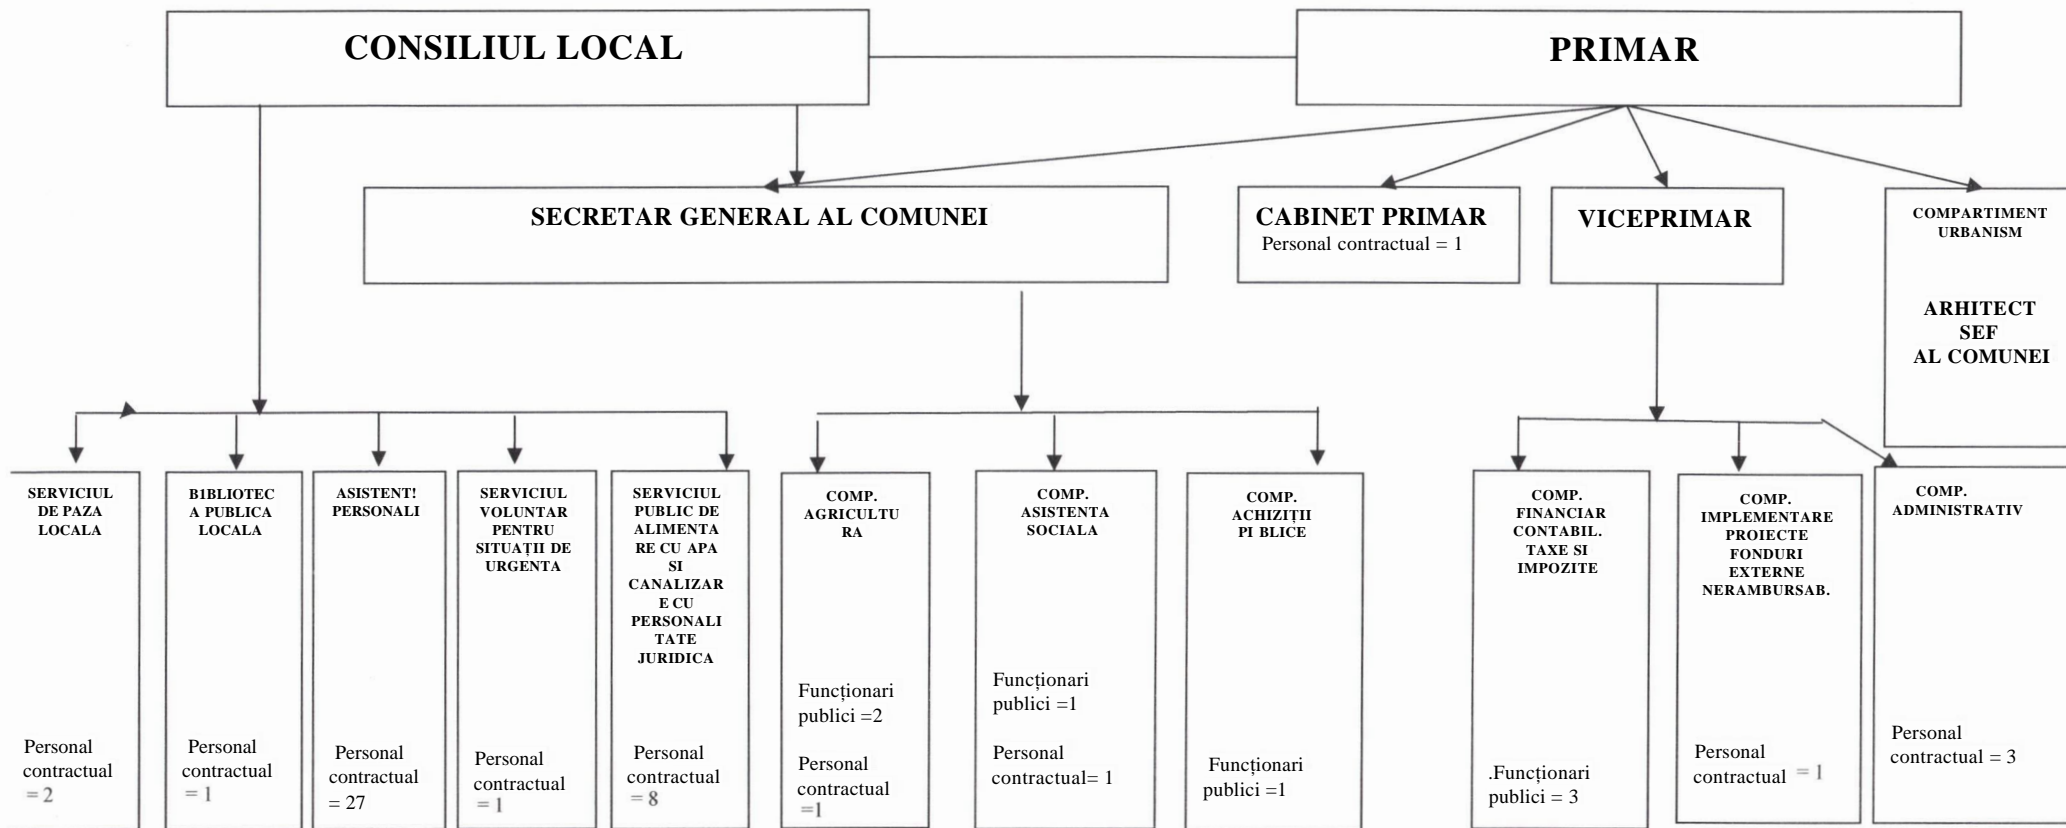 CONSILIUL LOCAL
PRIMAR
SECRETAR GENERAL AL COMUNEI
CABINET PRIMAR
Personal contractual = 1
VICEPRIMAR
COMPARTIMENT
URBANISM
ARHITECT
SEF
AL COMUNEI
SERVICIUL
DE PAZA
LOCALA
Personal
contractual
= 2
B1BLIOTEC
A PUBLICA
LOCALA
Personal
contractual
= 1
ASISTENT!
PERSONALI
Personal
contractual
= 27
SERVICIUL
VOLUNTAR
PENTRU
SITUAȚII DE
URGENTA
Personal
contractual
= 1
SERVICIUL
PUBLIC DE
ALIMENTA
RE CU APA
SI
CANALIZAR
E CU
PERSONALI
TATE
JURIDICA
Personal
contractual
= 8
COMP.
AGRICULTU
RA
Funcționari
publici =2
Personal
contractual
=1
COMP.
ASISTENTA
SOCIALA
Funcționari
publici =1
Personal
contractual= 1
COMP.
ACHIZIȚII
PI BLICE
Funcționari
publici =1
COMP.
FINANCIAR
CONTABIL.
TAXE SI
IMPOZITE
.Funcționari
publici = 3
COMP.
IMPLEMENTARE
PROIECTE
FONDURI
EXTERNE
NERAMBURSAB.
Personal
contractual = 1
COMP.
ADMINISTRATIV
Personal
contractual = 3